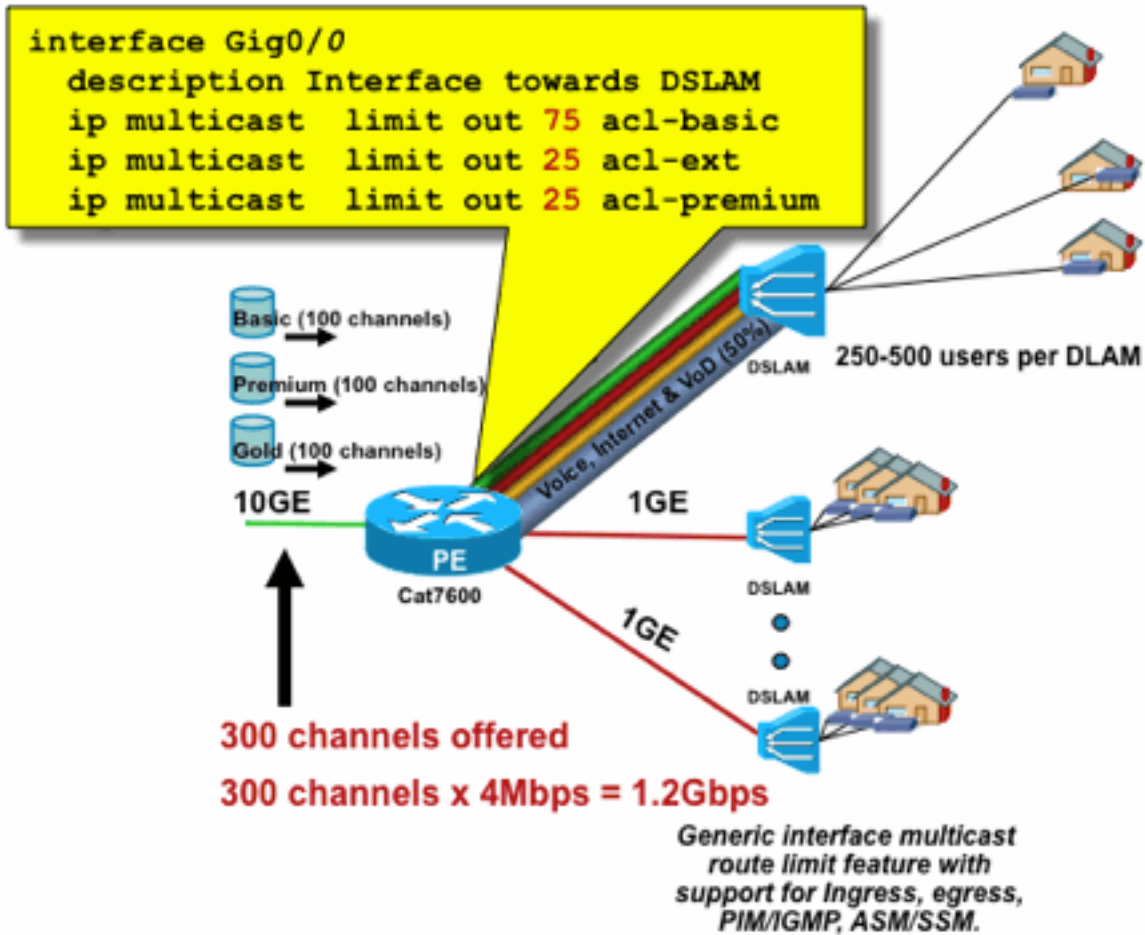 interface Gig0/0
description Interface towards DSLAM
ip multicast limit out 75 acl-basic
ip multicast limit out 25 acl-ext
ip multicast limit out 25 acl-premium
Basic (100 channels)
Premium (100 channels)
Gold (100 channels)
10GE
PE
Cat7600
Voice, Internet & VoD (50%)
DSLAM
250-500 users per DLAM
1GE
DSLAM
1GE
DSLAM
300 channels offered
300 channels x 4Mbps = 1.2Gbps
Generic interface multicast
route limit feature with
support for Ingress, egress,
PIM/IGMP, ASM/SSM.